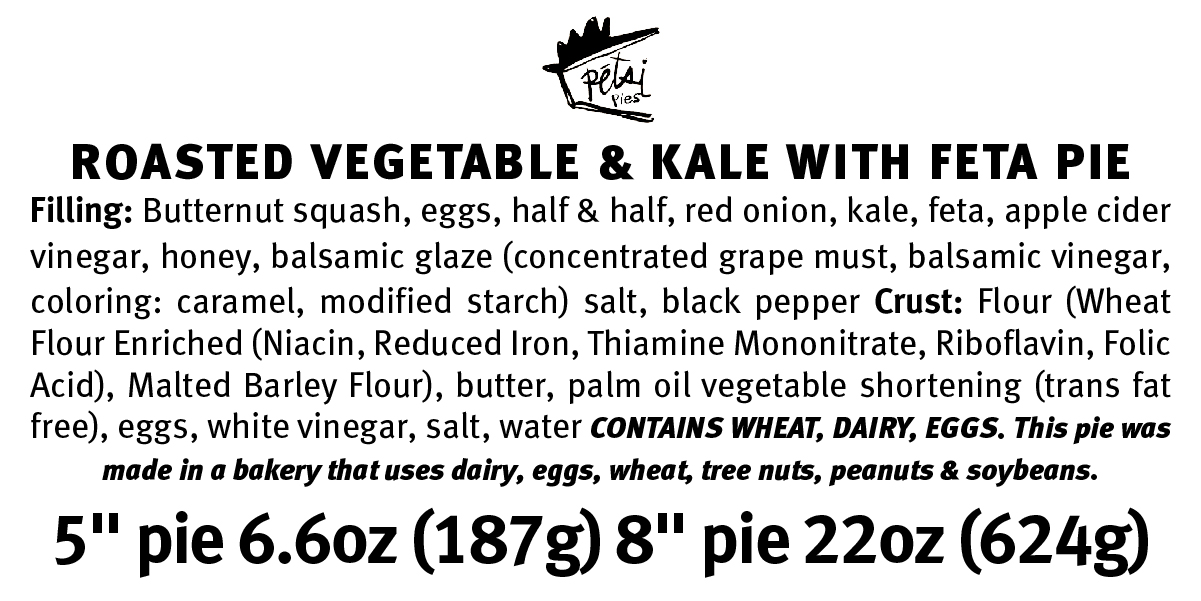 pétsi
Pies
ROASTED VEGETABLE & KALE WITH FETA PIE
Filling: Butternut squash, eggs, half & half, red onion, kale, feta, apple cider
vinegar, honey, balsamic glaze (concentrated grape must, balsamic vinegar,
coloring: caramel, modified starch) salt, black pepper Crust: Flour (Wheat
Flour Enriched (Niacin, Reduced Iron, Thiamine Mononitrate, Riboflavin, Folic
Acid), Malted Barley Flour), butter, palm oil vegetable shortening (trans fat
free), eggs, white vinegar, salt, water CONTAINS WHEAT, DAIRY, EGGS. This pie was
made in a bakery that uses dairy, eggs, wheat, tree nuts, peanuts & soybeans.
5" pie 6.6oz (187g) 8" pie 22oz (624g)